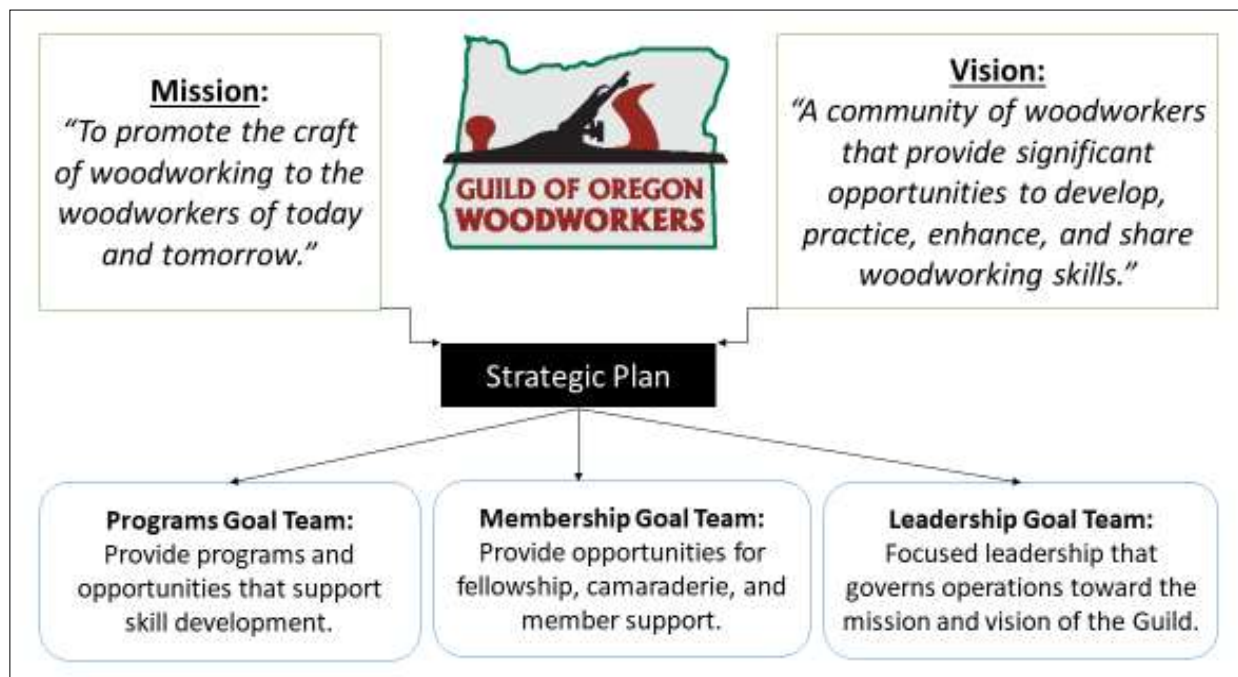 Mission:
“To promote the craft
of woodworking to the
woodworkers of today
and tomorrow.”
GUILD OF OREGON
WOODWORKERS
Vision:
“A community of woodworkers
that provide significant
opportunities to develop,
practice, enhance, and share
woodworking skills.”
Strategic Plan
Programs Goal Team:
Provide programs and
opportunities that support
skill development.
Membership Goal Team:
Provide opportunities for
fellowship, camaraderie, and
member support.
Leadership Goal Team:
Focused leadership that
governs operations toward the
mission and vision of the Guild.